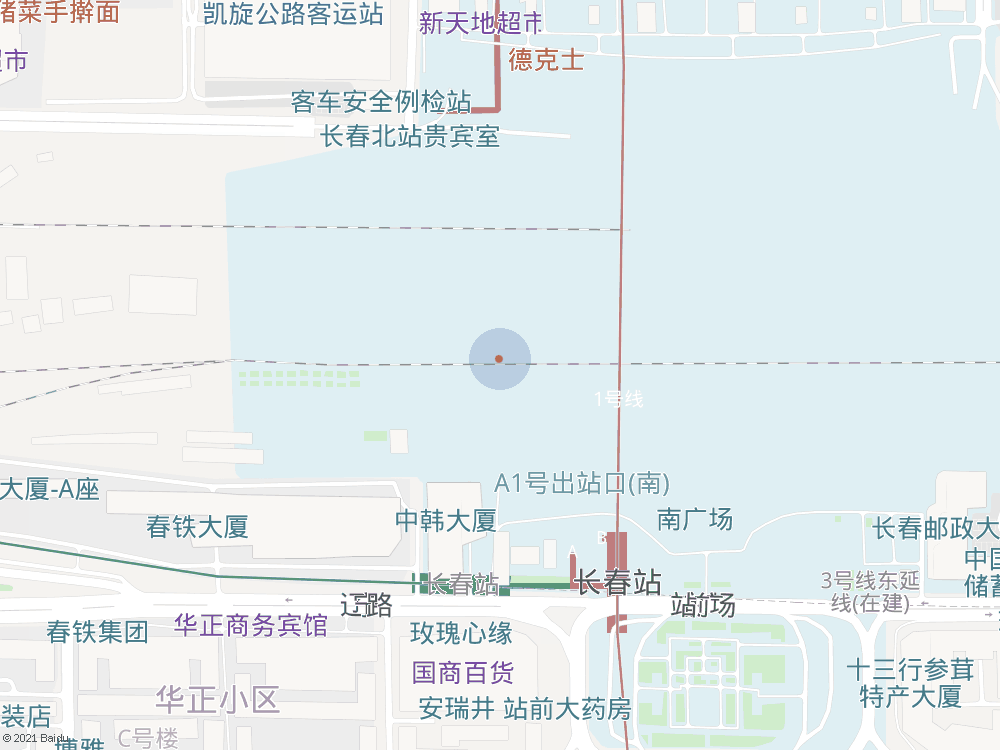 储菜手擀面
凯旋公路客运站
新天地超市
超市
德克士
客车安全例检站
长春北站贵宾室
1号线
A1号出站口(南)
大厦-A座
春铁大厦
中韩大厦
南广场
长春邮政大
中国
储蓄
长春站
长春站
3号线东延
线(在建)
辽
路
站前
广场
春铁集团
华正商务宾馆
玫瑰心缘
国商百货
十三行参茸
特产大厦
华正小区
安瑞井 站前大药房
装店
C号楼
博雅
© 2021 Baidu